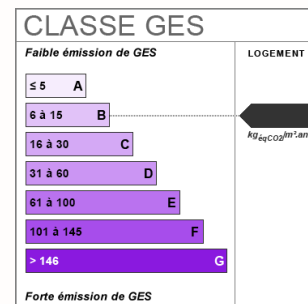 CLASSE GES
Faible émission de GES
LOGEMENT
≤ 5 A
6 à 15 B
kgéqCO2/m².an
16 à 30 C
31 à 60 D
61 à 100 E
101 à 145 F
> 146 G
Forte émission de GES